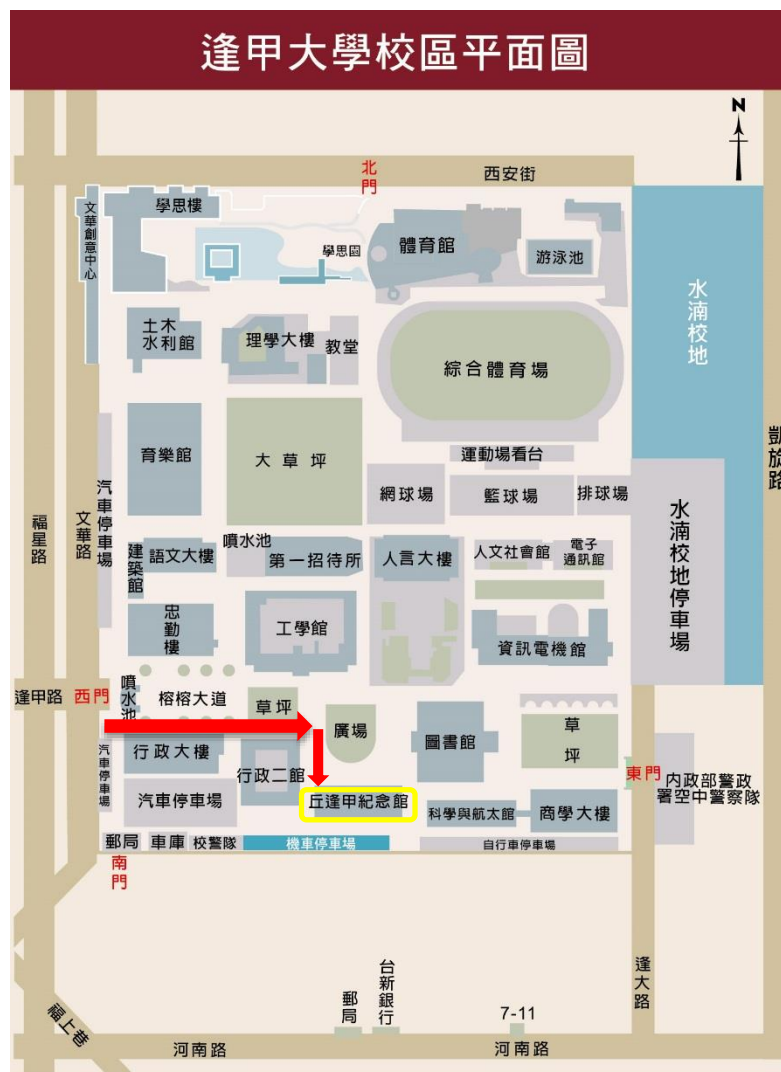 逢甲大學校區平面圖
N
北門
西安街
文華創意中心
學思樓
學思園
體育館
游泳池
水湳校地
土木
水利館
理學大樓
教堂
綜合體育場
凱旋路
育樂館
大草坪
運動場看台
網球場
籃球場
排球場
水湳校地停車場
福星路
文華路
汽車停車場
建築館
語文大樓
噴水池
第一招待所
人言大樓
人文社會館
電子
通訊館
忠勤樓
工學館
資訊電機館
逢甲路
西門
噴水池
榕榕大道
草坪
廣場
圖書館
草坪
汽車停車場
行政大樓
行政二館
東門
内政部警政
署空中警察隊
汽車停車場
丘逢甲紀念館
科學與航太館
商學大樓
郵局
車庫
校警隊
機車停車場
自行車停車場
南門
逢大路
福上巷
郵局
台新銀行
7-11
河南路
河南路